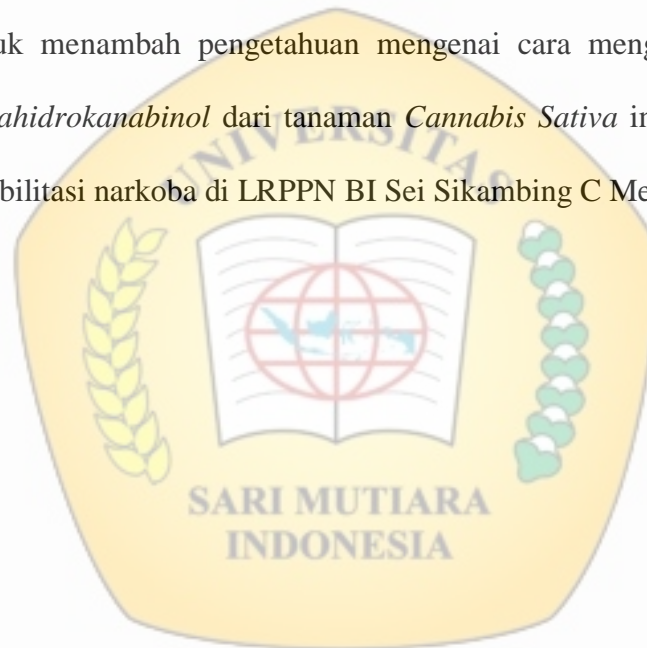 uk menambah pengetahuan mengenai cara meng
ahidrokanabinol dari tanaman Cannabis Sativa in
bilitasi narkoba di LRPPN BI Sei Sikambing C Me
UNIVERSITAS
SARI MUTIARA
INDONESIA